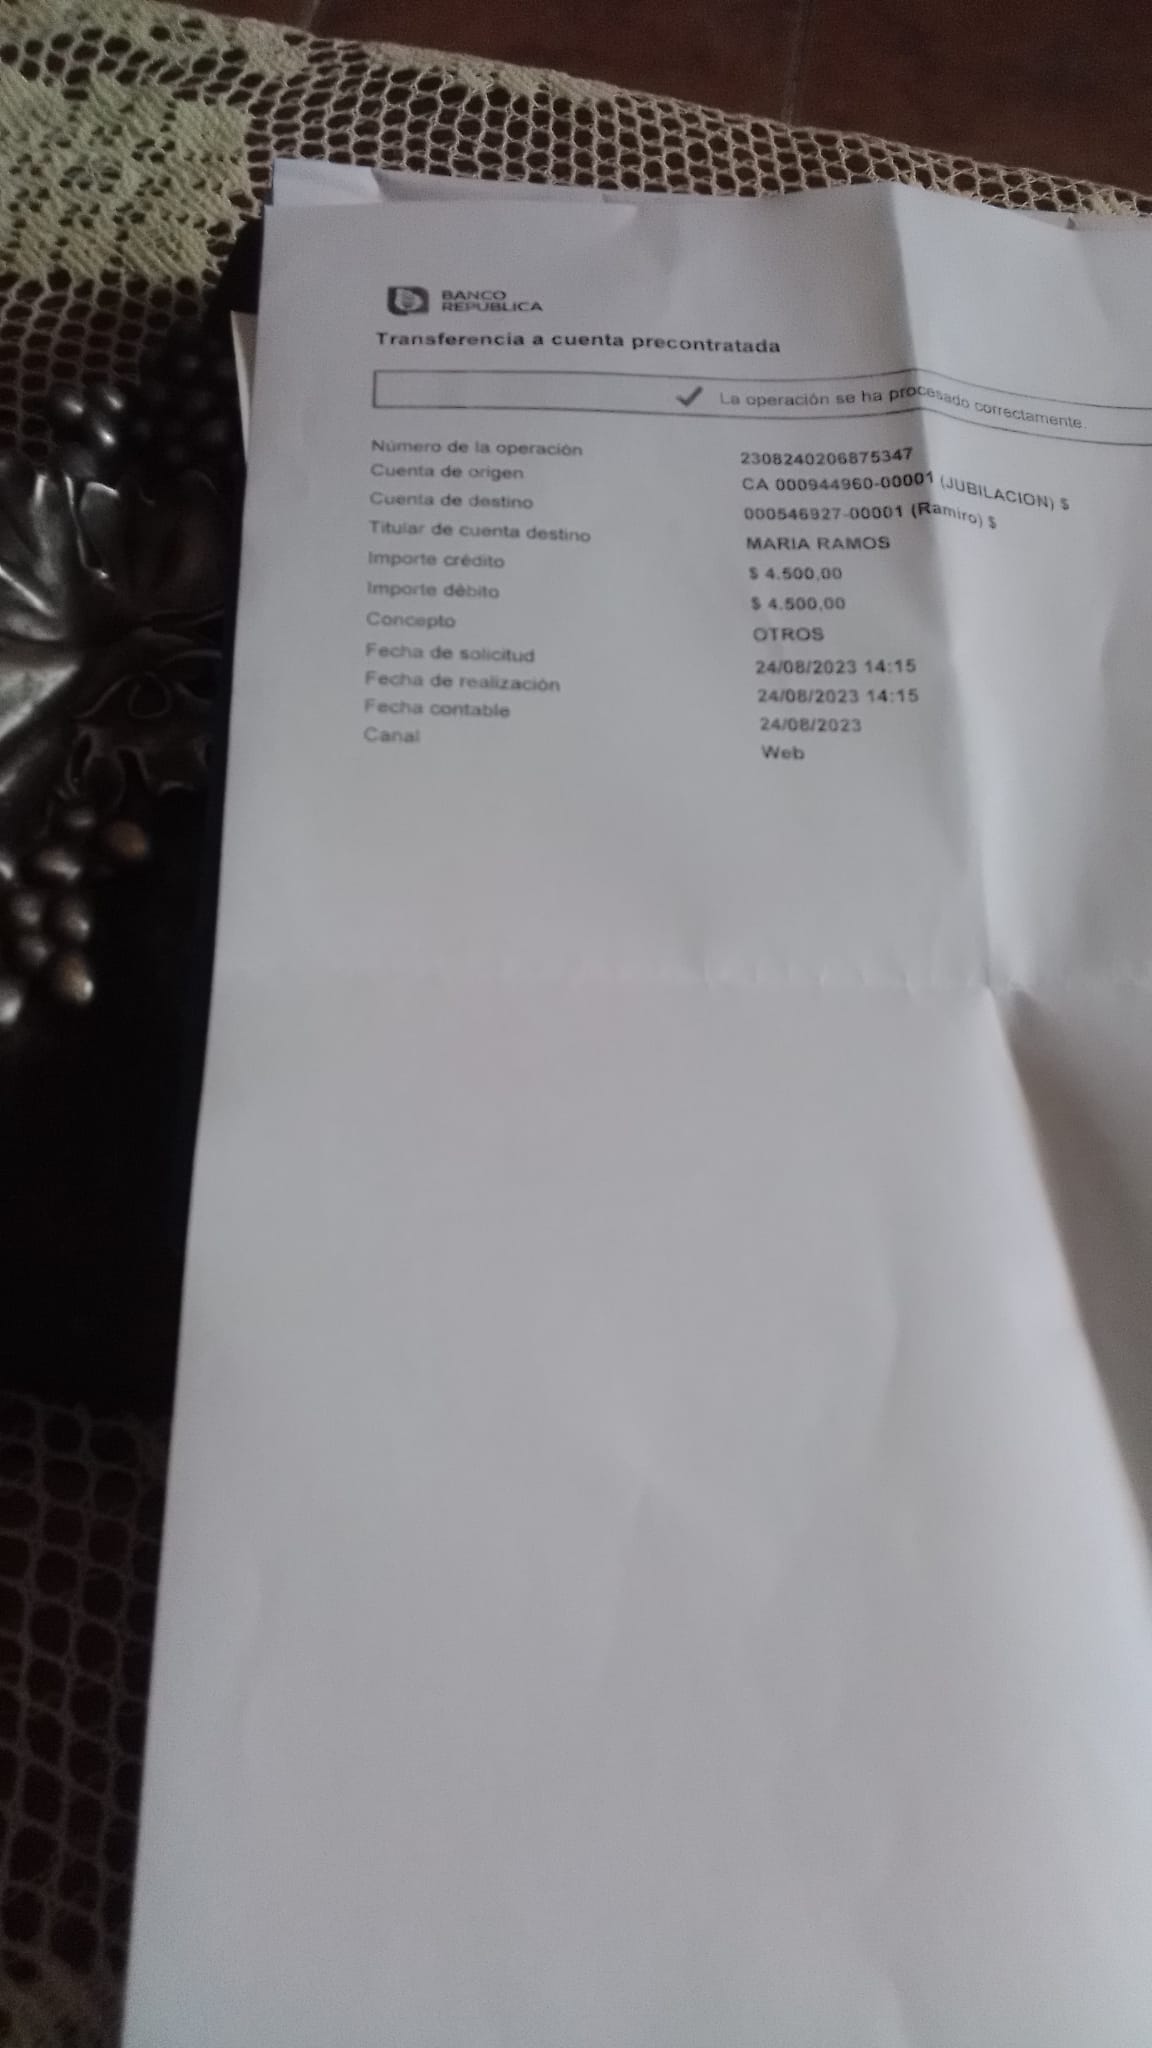 BANCO
REPUBLICA
Transferencia a cuenta precontratada
La operación se ha procesado correctamente.
Número de la operación 2308240206875347
Cuenta de origen CA 000944960-00001 (JUBILACION) $
Cuenta de destino 000546927-00001 (Ramiro) $
Titular de cuenta destino MARIA RAMOS
Importe crédito $ 4.500,00
Importe débito $ 4.500,00
Concepto OTROS
Fecha de solicitud 24/08/2023 14:15
Fecha de realización 24/08/2023 14:15
Fecha contable 24/08/2023
Canal Web